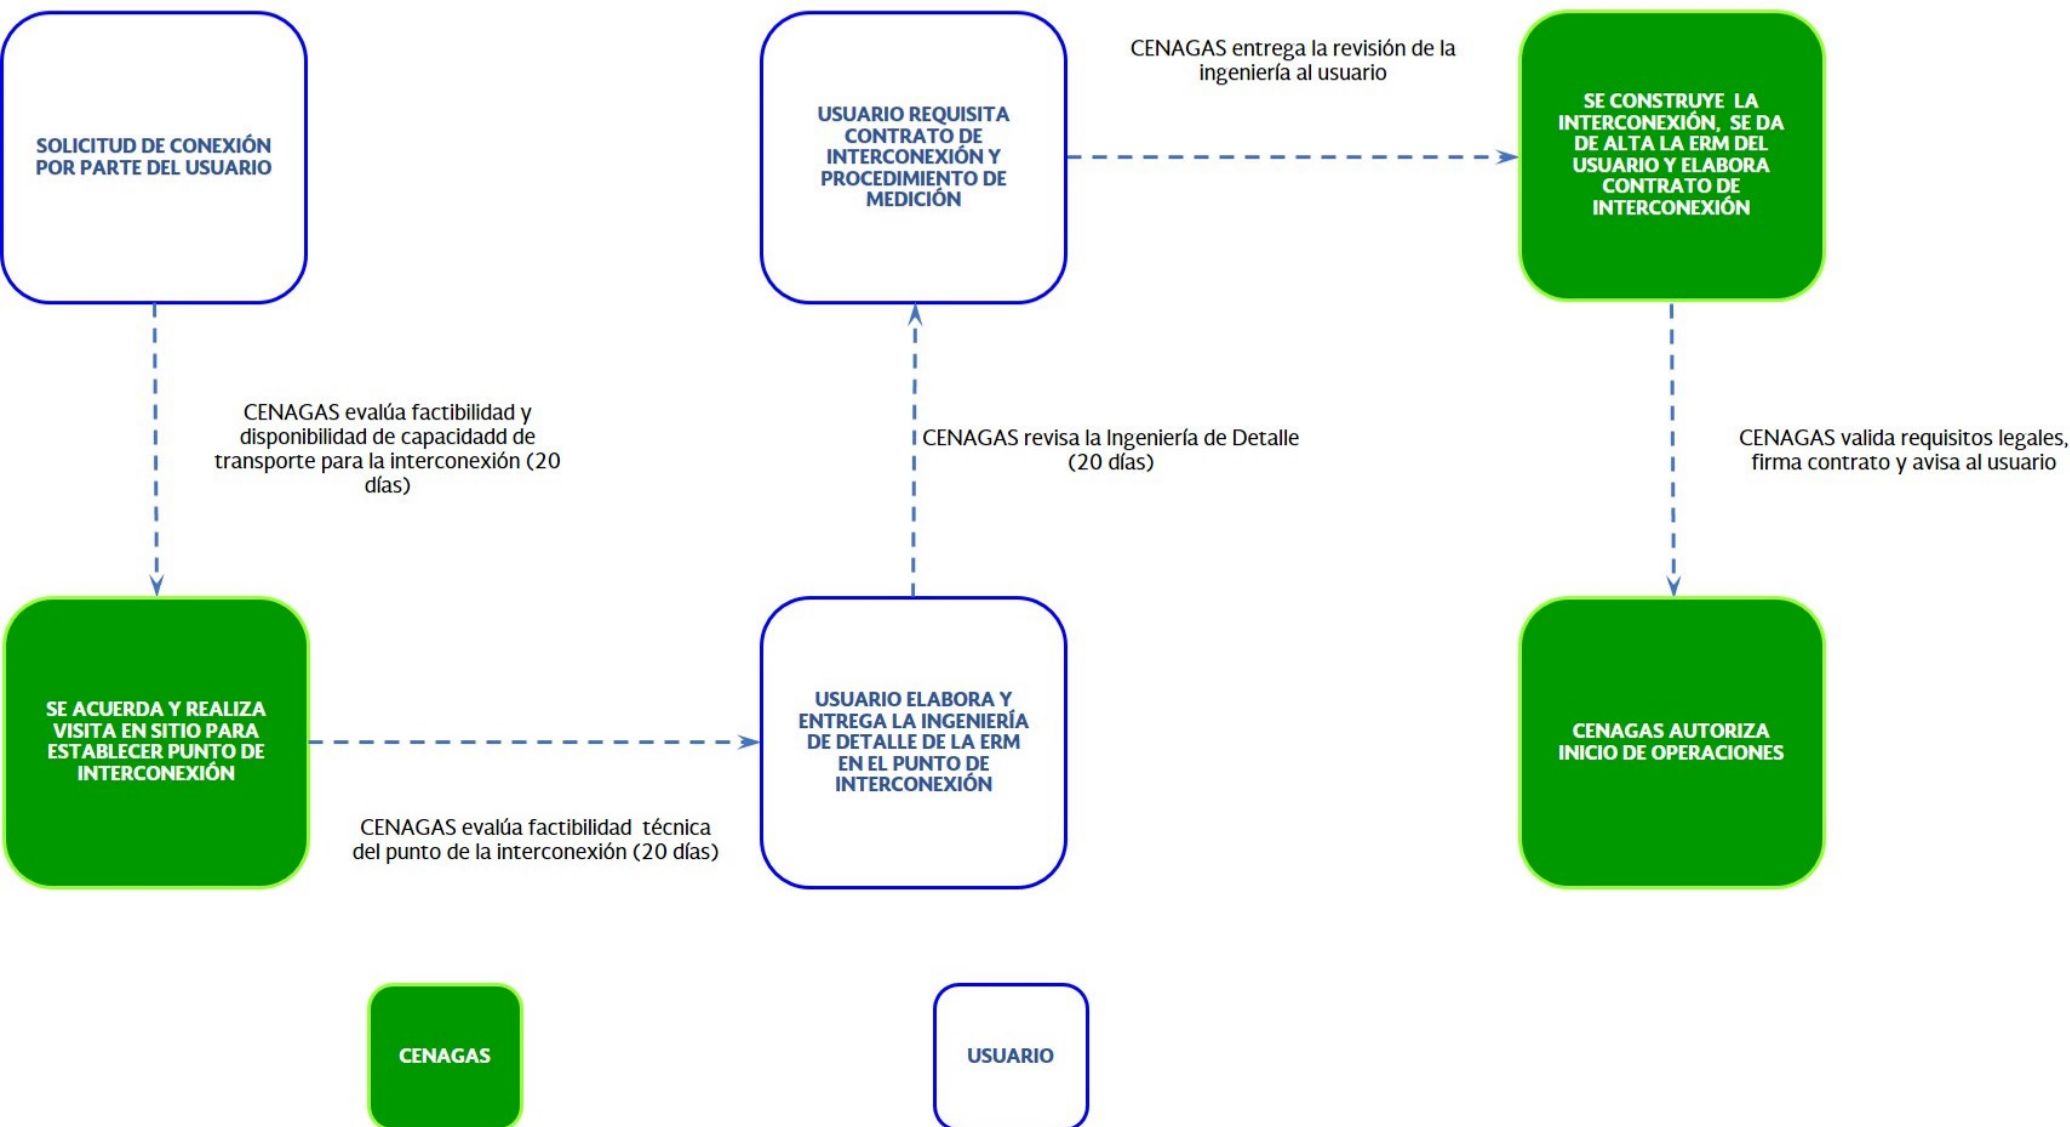 SOLICITUD DE CONEXIÓN
POR PARTE DEL USUARIO
CENAGAS evalúa factibilidad y
disponibilidad de capacidadd de
transporte para la interconexión (20
días)
SE ACUERDA Y REALIZA
VISITA EN SITIO PARA
ESTABLECER PUNTO DE
INTERCONEXIÓN
CENAGAS evalúa factibilidad técnica
del punto de la interconexión (20 días)
USUARIO ELABORA Y
ENTREGA LA INGENIERÍA
DE DETALLE DE LA ERM
EN EL PUNTO DE
INTERCONEXIÓN
CENAGAS revisa la Ingeniería de Detalle
(20 días)
USUARIO REQUISITA
CONTRATO DE
INTERCONEXIÓN Y
PROCEDIMIENTO DE
MEDICIÓN
CENAGAS entrega la revisión de la
ingeniería al usuario
SE CONSTRUYE LA
INTERCONEXIÓN, SE DA
DE ALTA LA ERM DEL
USUARIO Y ELABORA
CONTRATO DE
INTERCONEXIÓN
CENAGAS valida requisitos legales,
firma contrato y avisa al usuario
CENAGAS AUTORIZA
INICIO DE OPERACIONES
CENAGAS
USUARIO